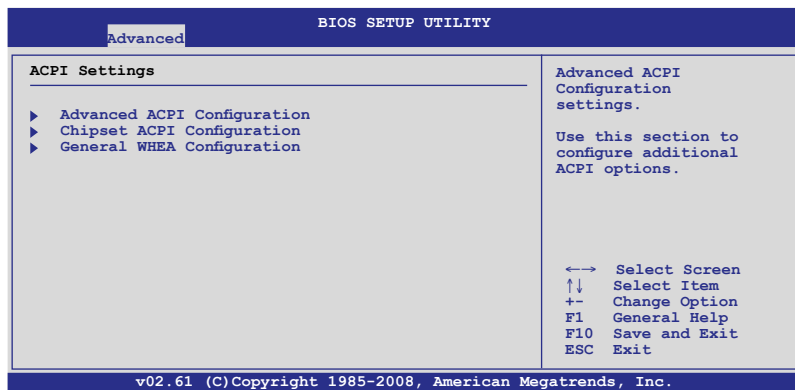 BIOS SETUP UTILITY
Advanced
ACPI Settings
Advanced ACPI Configuration
Chipset ACPI Configuration
General WHEA Configuration
Advanced ACPI
Configuration
settings.
Use this section to
configure additional
ACPI options.
←→ Select Screen
↑↓ Select Item
+- Change Option
F1 General Help
F10 Save and Exit
ESC Exit
v02.61 (C)Copyright 1985-2008, American Megatrends, Inc.